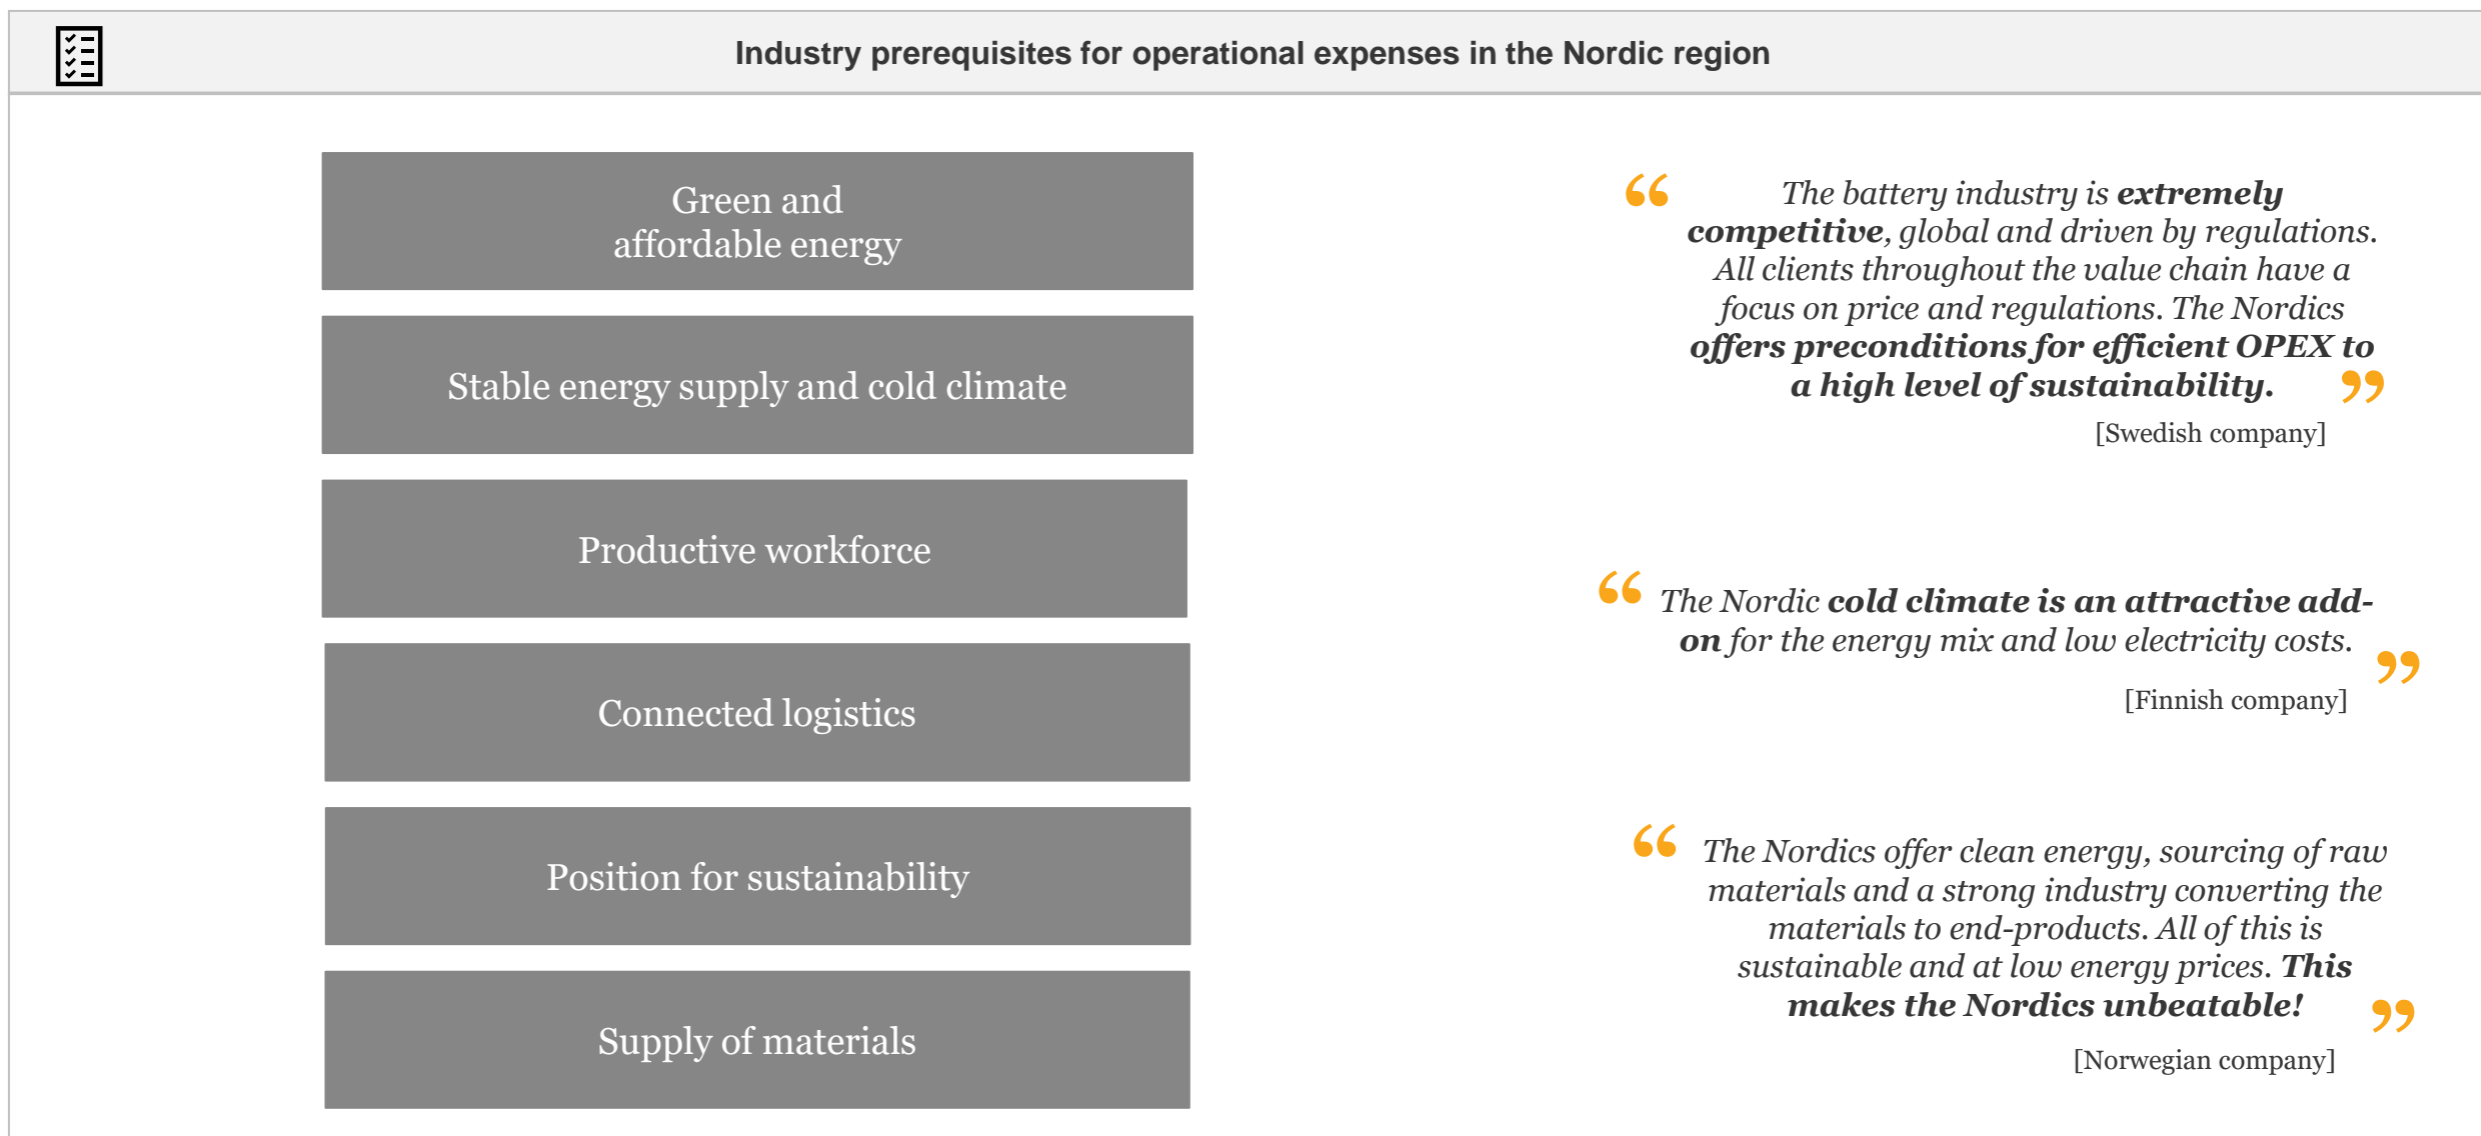 Industry prerequisites for operational expenses in the Nordic region
Green and
affordable energy
Stable energy supply and cold climate
Productive workforce
Connected logistics
Position for sustainability
Supply of materials
“ The battery industry is extremely
competitive, global and driven by regulations.
All clients throughout the value chain have a
focus on price and regulations. The Nordics
offers preconditions for efficient OPEX to
a high level of sustainability. ”
[Swedish company]
“ The Nordic cold climate is an attractive add-
on for the energy mix and low electricity costs. ”
[Finnish company]
“ The Nordics offer clean energy, sourcing of raw
materials and a strong industry converting the
materials to end-products. All of this is
sustainable and at low energy prices. This
makes the Nordics unbeatable! ”
[Norwegian company]